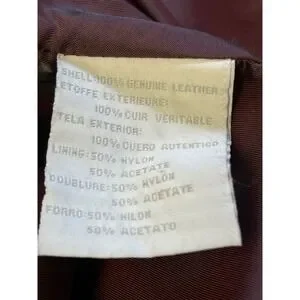 SHELL:100% GENUINE LEATHER
ETOFFE EXTERIEURE:
100% CUIR VERITABLE
TELA EXTERIOR:
100% CUERO AUTENTICO
LINING:50% NYLON
50% ACETATE
DOUBLURE:50% NYLON
50% ACETATE
FORRO:50% NILON
50% ACETATO